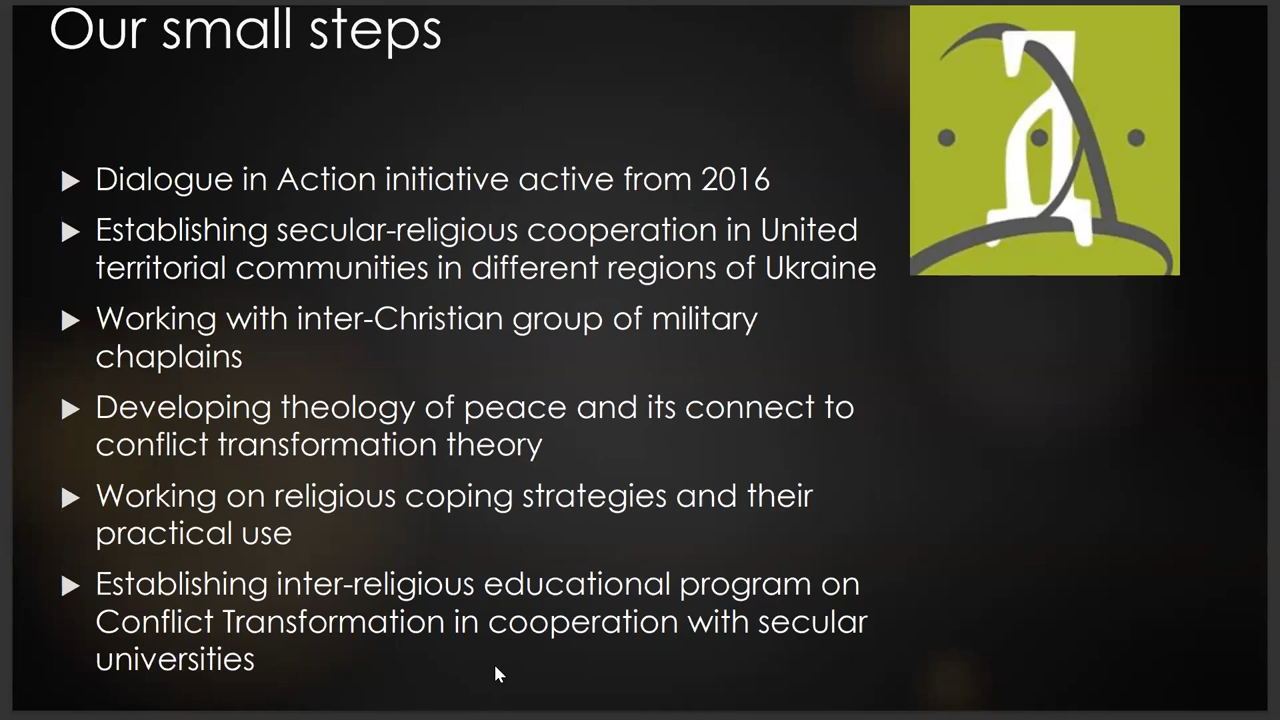 Our small steps
Dialogue in Action initiative active from 2016
Establishing secular-religious cooperation in United
territorial communities in different regions of Ukraine
Working with inter-Christian group of military
chaplains
Developing theology of peace and its connect to
conflict transformation theory
Working on religious coping strategies and their
practical use
Establishing inter-religious educational program on
Conflict Transformation in cooperation with secular
universities